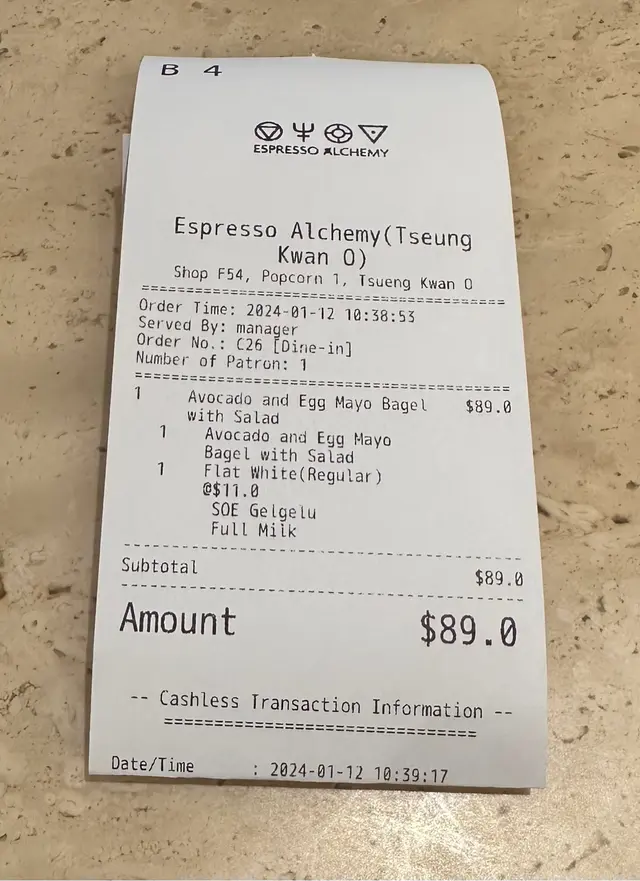 B 4
ESPRESSO ALCHEMY
Espresso Alchemy(Tseung
Kwan O)
Shop F54, Popcorn 1, Tsueng Kwan O
================================================
Order Time: 2024-01-12 10:38:53
Served By: manager
Order No.: C26 [Dine-in]
Number of Patron: 1
================================================
1 Avocado and Egg Mayo Bagel $89.0
with Salad
1 Avocado and Egg Mayo
Bagel with Salad
1 Flat White(Regular)
@$11.0
SOE Gelgelu
Full Milk
------------------------------------------------
Subtotal $89.0
------------------------------------------------
Amount $89.0
-- Cashless Transaction Information --
==============================
Date/Time : 2024-01-12 10:39:17